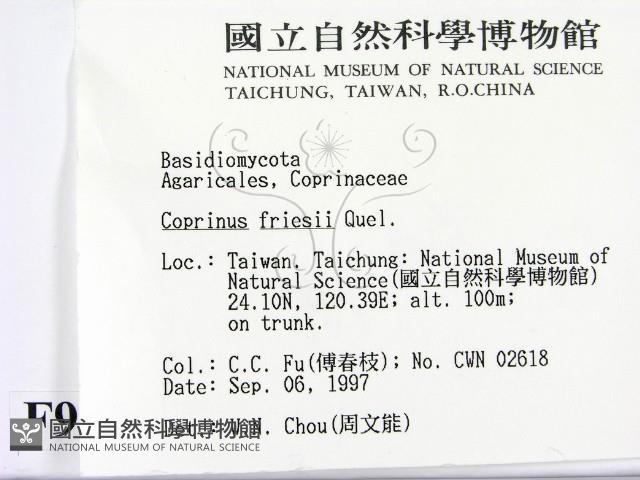 國立自然科學博物館
NATIONAL MUSEUM OF NATURAL SCIENCE
TAICHUNG, TAIWAN, R.O.CHINA
Basidiomycota
Agaricales, Coprinaceae
Coprinus friesii Quel.
Loc.: Taiwan, Taichung: National Museum of
Natural Science(國立自然科學博物館)
24.10N, 120.39E; alt. 100m;
on trunk.
Col.: C.C. Fu(傅春枝); No. CWN 02618
Date: Sep. 06, 1997
Chou(周文能)
國立自然科學博物館
NATIONAL MUSEUM OF NATURAL SCIENCE